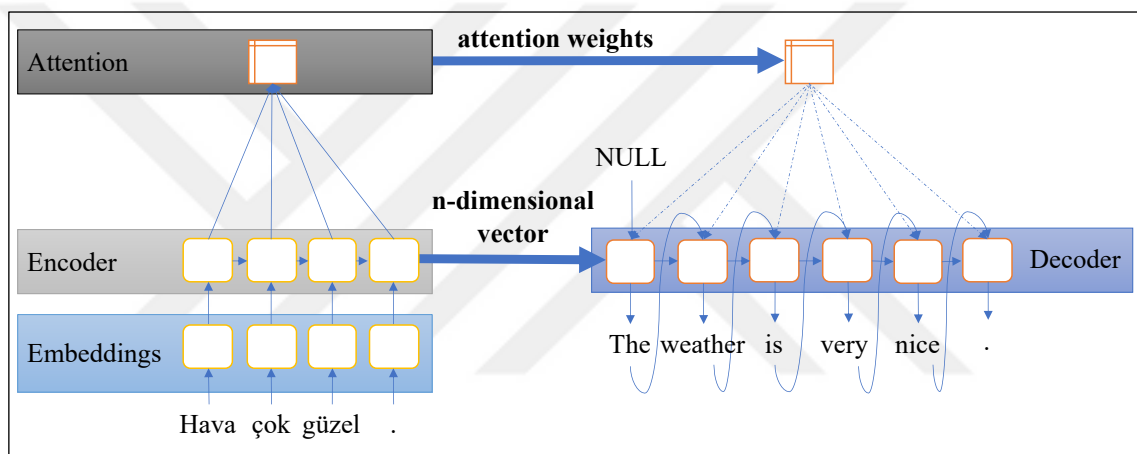 Attention
attention weights
NULL
n-dimensional
vector
Encoder
Decoder
Embeddings
The weather is very nice .
Hava çok güzel .